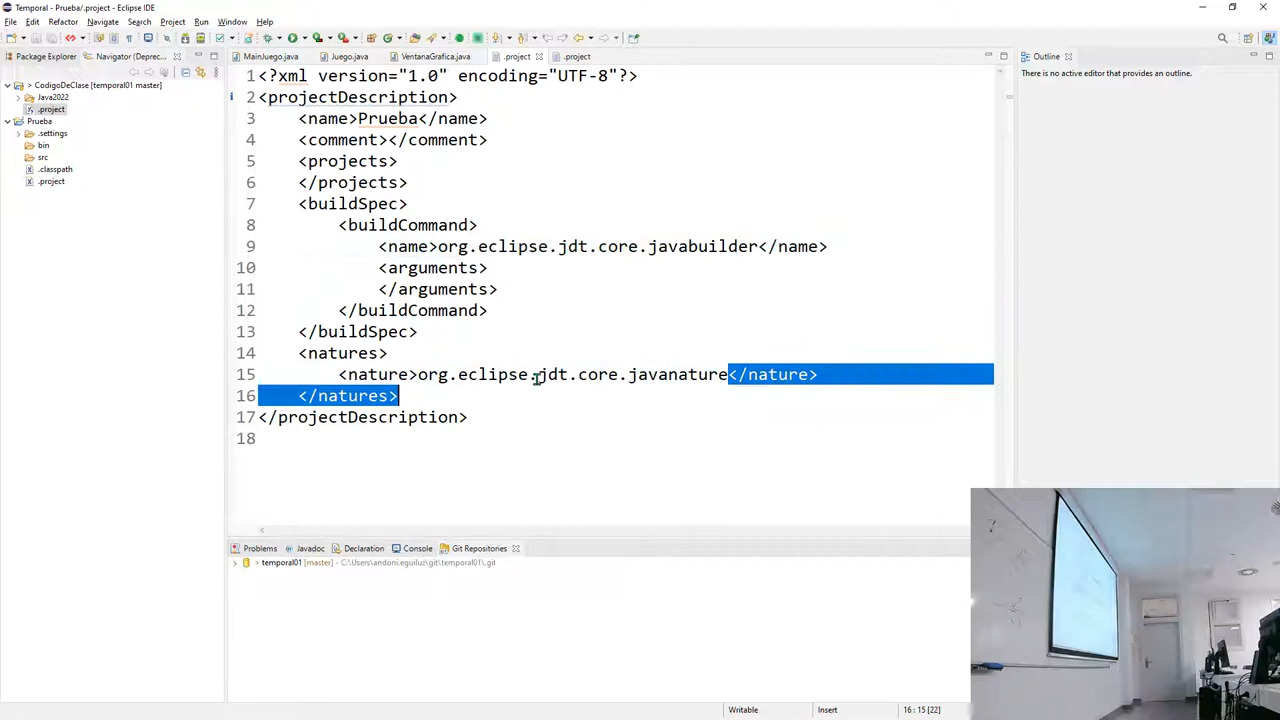 Temporal - Prueba/.project - Eclipse IDE
File Edit Refactor Navigate Search Project Run Window Help
Package Explorer Navigator (Deprec...
MainJuego.java Juego.java VentanaGrafica.java .project .project
Outline
There is no active editor that provides an outline.
> CodigoDeClase [temporal01 master]
Java2022
.project
Prueba
.settings
bin
src
.classpath
.project
1 <?xml version="1.0" encoding="UTF-8"?>
2 <projectDescription>
3 <name>Prueba</name>
4 <comment></comment>
5 <projects>
6 </projects>
7 <buildSpec>
8 <buildCommand>
9 <name>org.eclipse.jdt.core.javabuilder</name>
10 <arguments>
11 </arguments>
12 </buildCommand>
13 </buildSpec>
14 <natures>
15 <nature>org.eclipse.jdt.core.javanature</nature>
16 </natures>
17 </projectDescription>
18
Problems Javadoc Declaration Console Git Repositories
> temporal01 [master] - C:\Users\andoni.eguiluz\git\temporal01\.git
Writable Insert 16 : 15 [22]